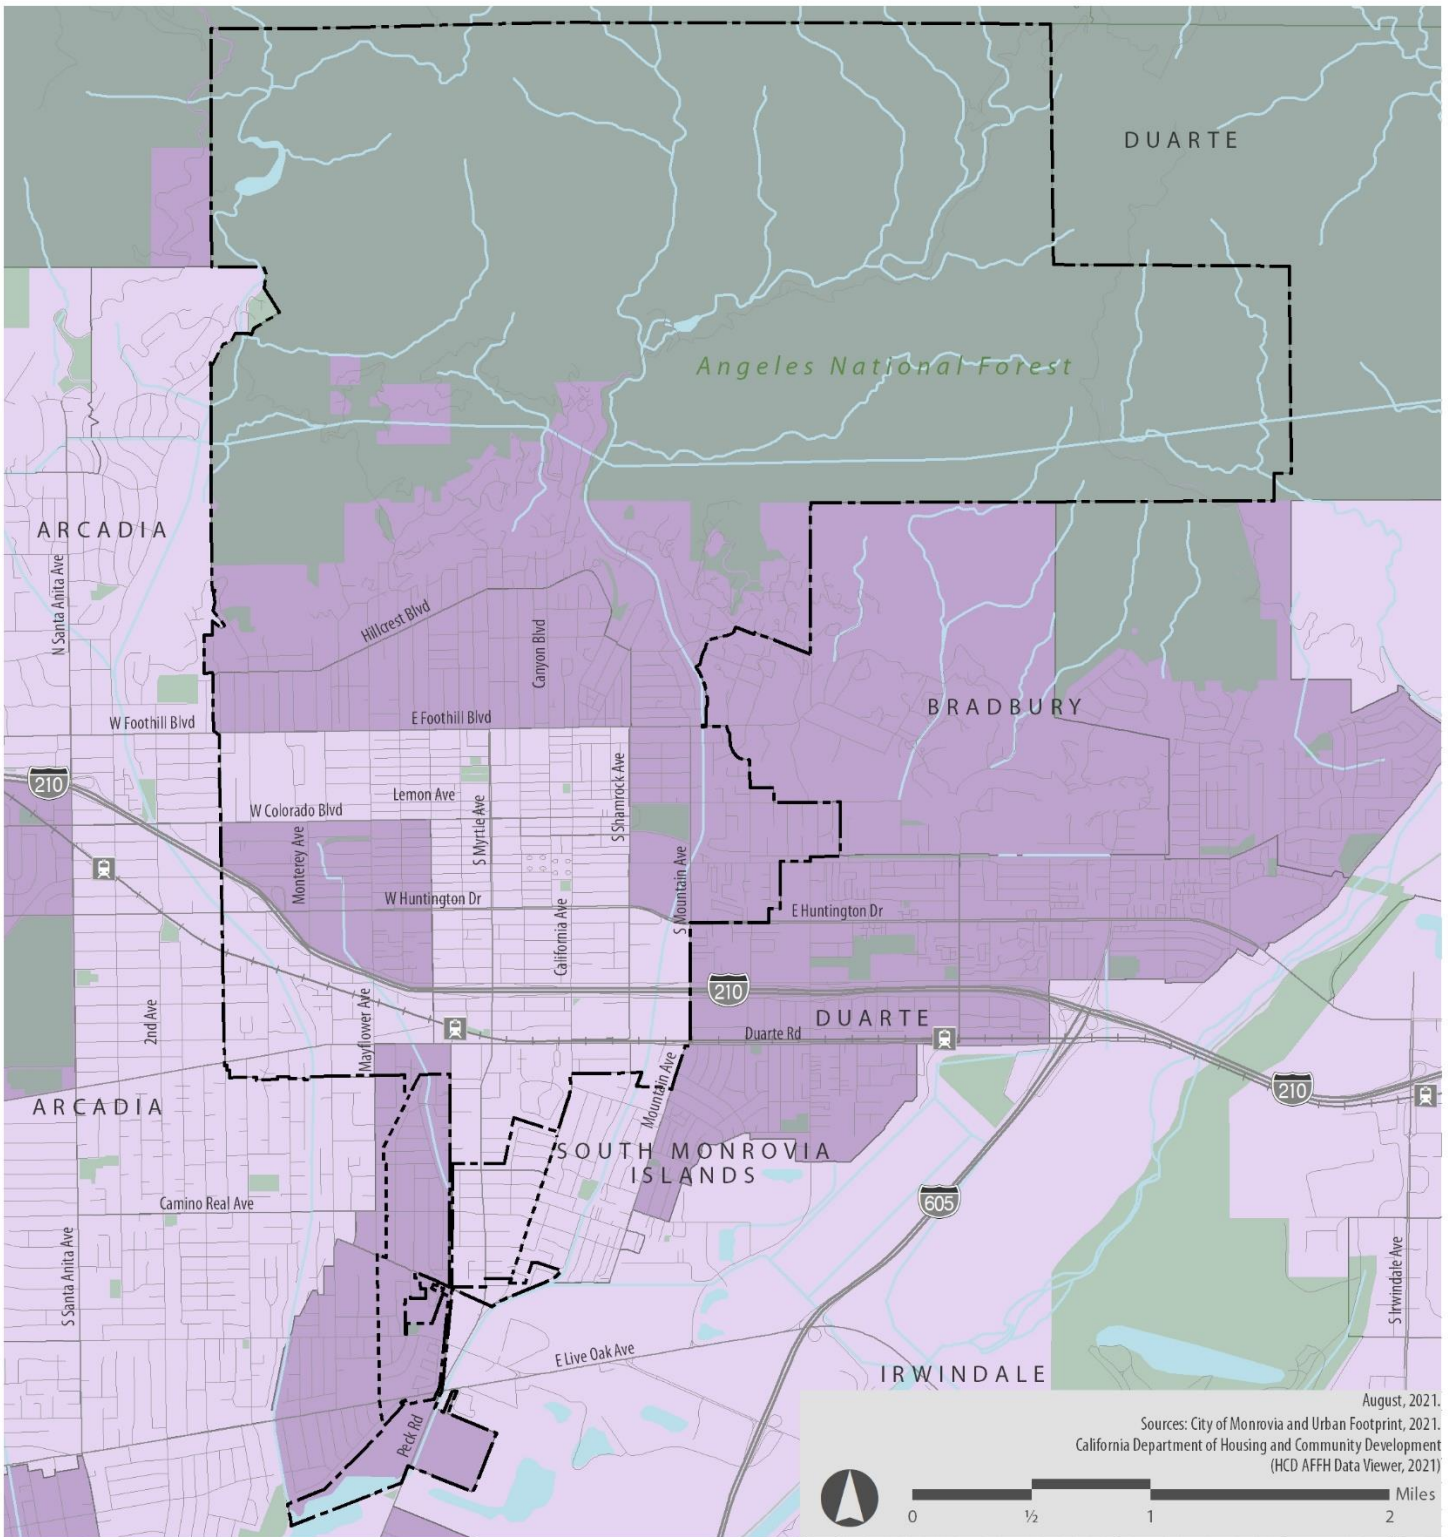 DUARTE
Angeles National Forest
ARCADIA
N Santa Anita Ave
Hillcrest Blvd
Canyon Blvd
BRADBURY
W Foothill Blvd
E Foothill Blvd
210
Lemon Ave
W Colorado Blvd
S Shamrock Ave
S Myrtle Ave
Monterey Ave
S Mountain Ave
W Huntington Dr
E Huntington Dr
California Ave
210
2nd Ave
Mayflower Ave
DUARTE
Duarte Rd
210
ARCADIA
Mountain Ave
SOUTH MONROVIA
ISLANDS
Camino Real Ave
605
S Santa Anita Ave
S Irwindale Ave
E Live Oak Ave
IRWINDALE
Peck Rd
August, 2021.
Sources: City of Monrovia and Urban Footprint, 2021.
California Department of Housing and Community Development
(HCD AFFH Data Viewer, 2021)
Miles
0 ½ 1 2